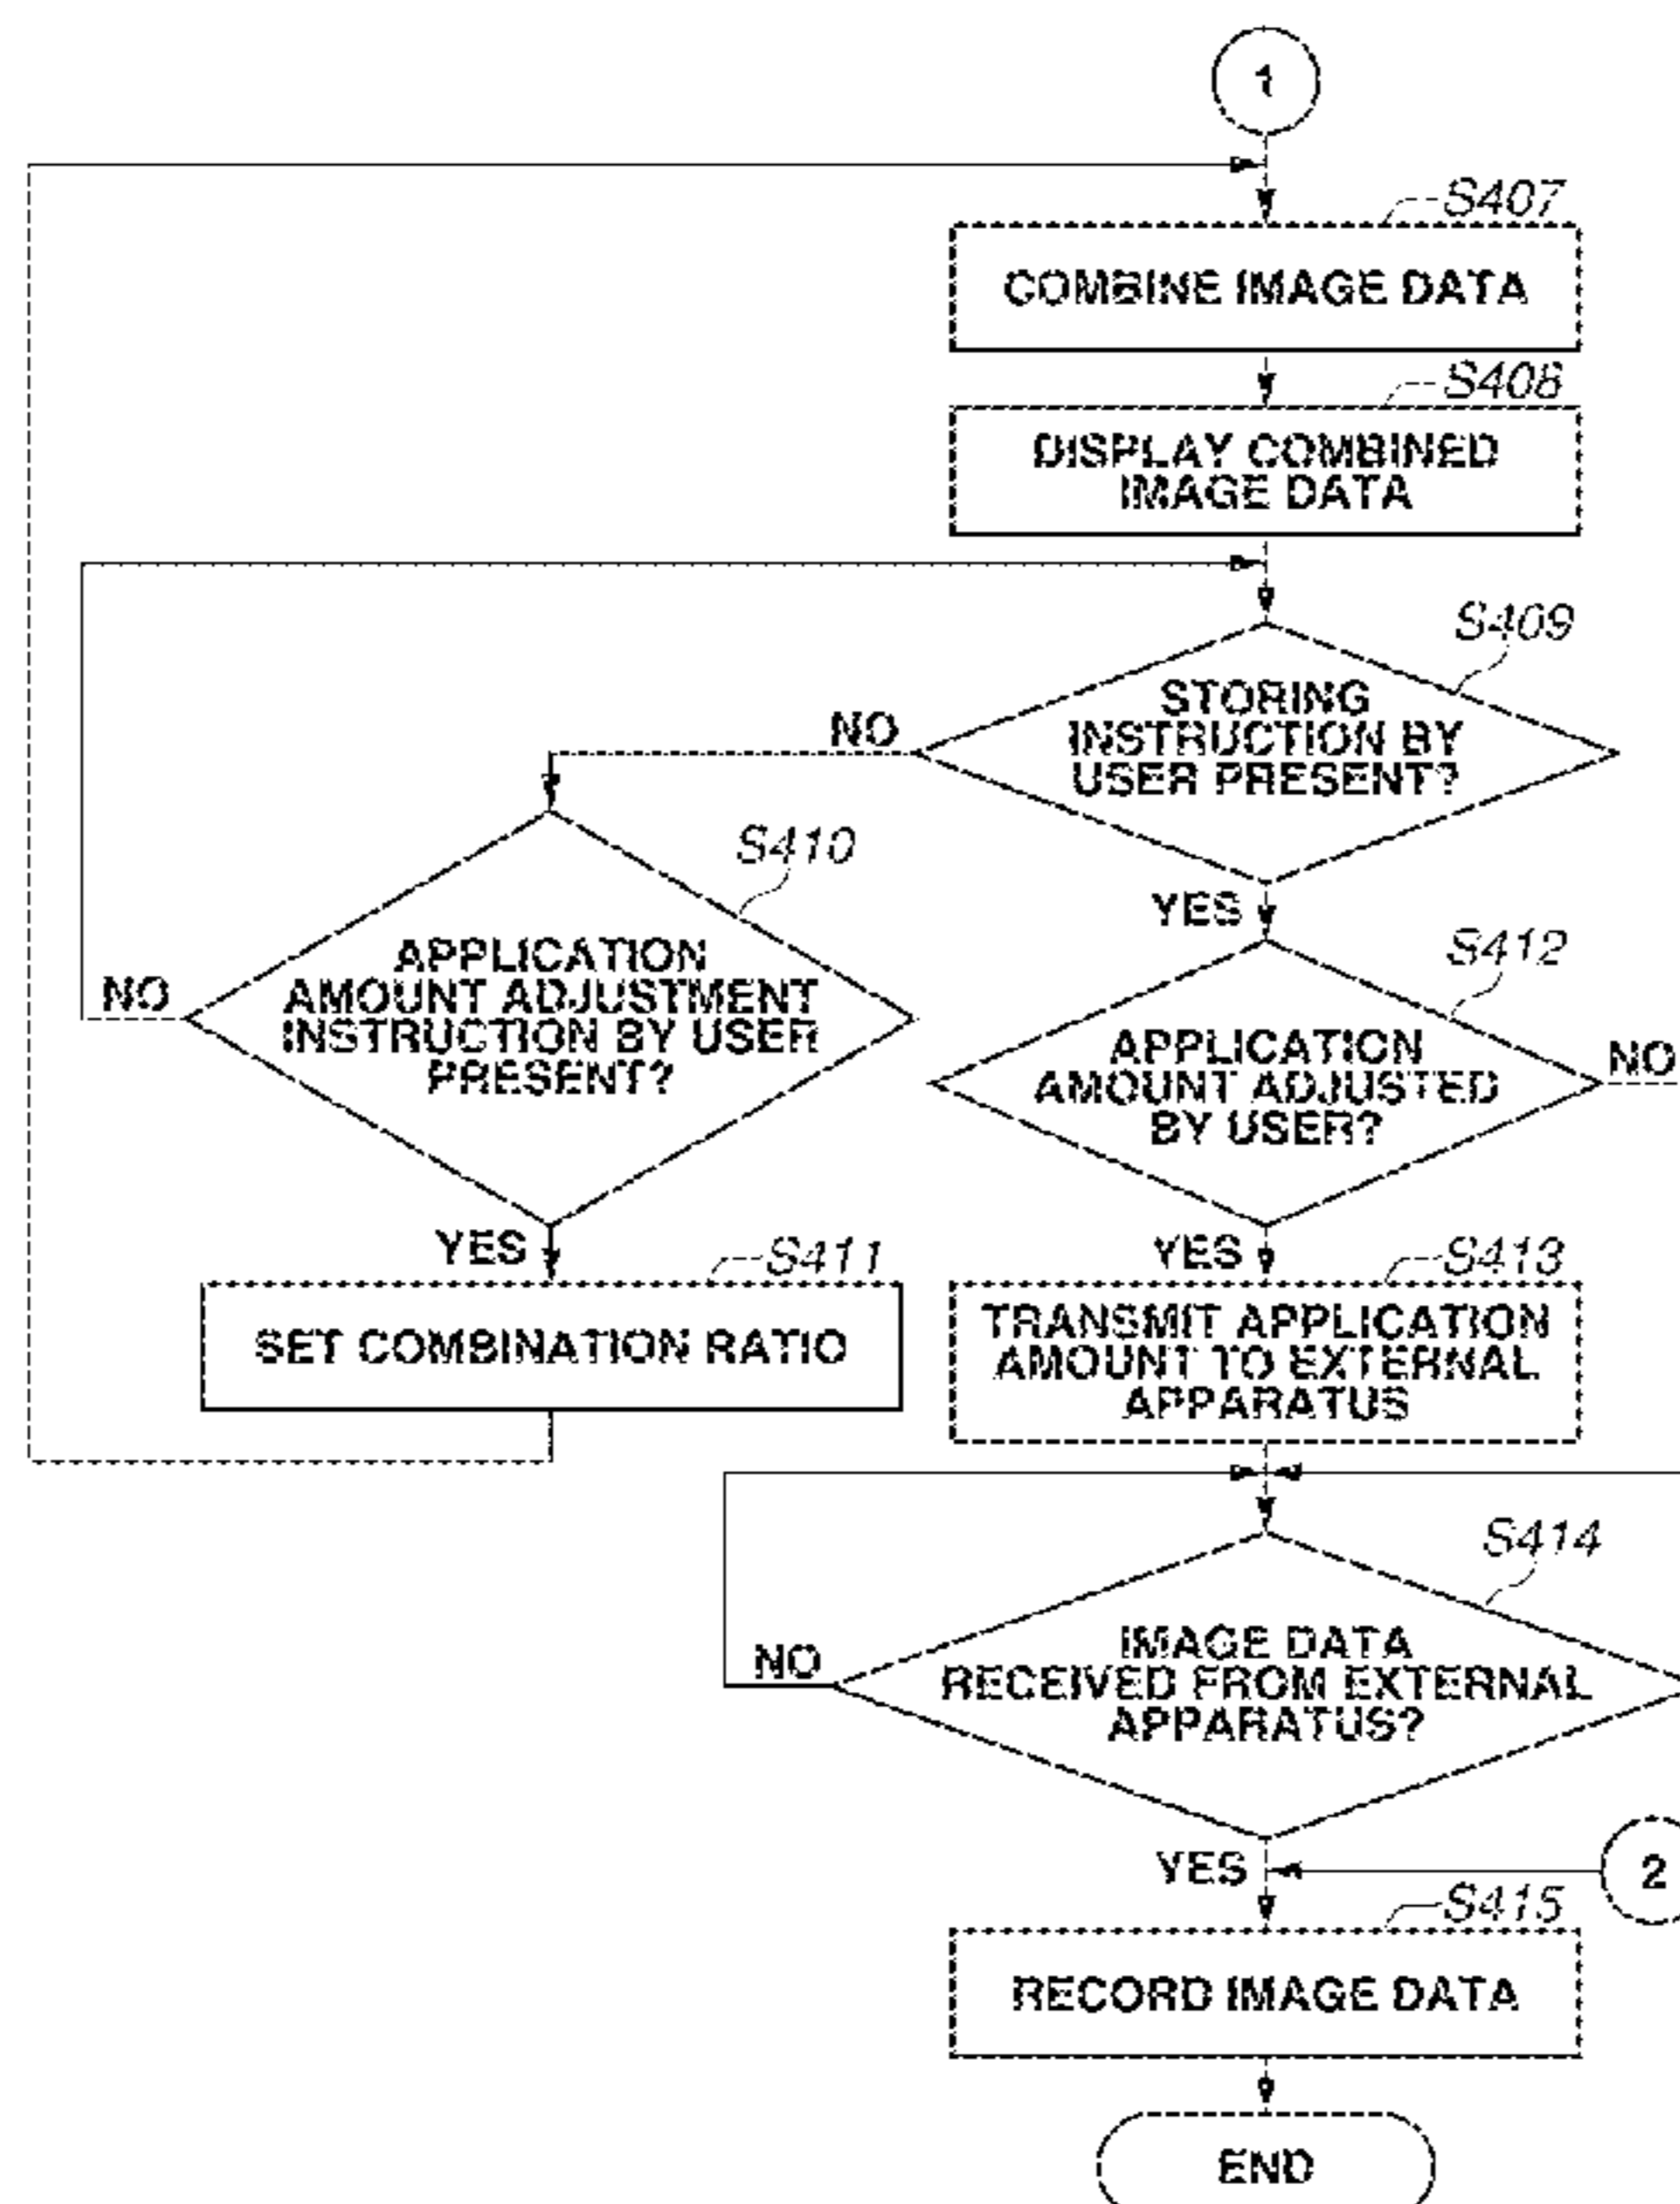 1
S407
COMBINE IMAGE DATA
S408
DISPLAY COMBINED
IMAGE DATA
S409
STORING
INSTRUCTION BY
USER PRESENT?
NO
YES
S410
APPLICATION
AMOUNT ADJUSTMENT
INSTRUCTION BY USER
PRESENT?
NO
YES
S411
SET COMBINATION RATIO
S412
APPLICATION
AMOUNT ADJUSTED
BY USER?
NO
YES
S413
TRANSMIT APPLICATION
AMOUNT TO EXTERNAL
APPARATUS
S414
IMAGE DATA
RECEIVED FROM EXTERNAL
APPARATUS?
NO
YES
2
S415
RECORD IMAGE DATA
END